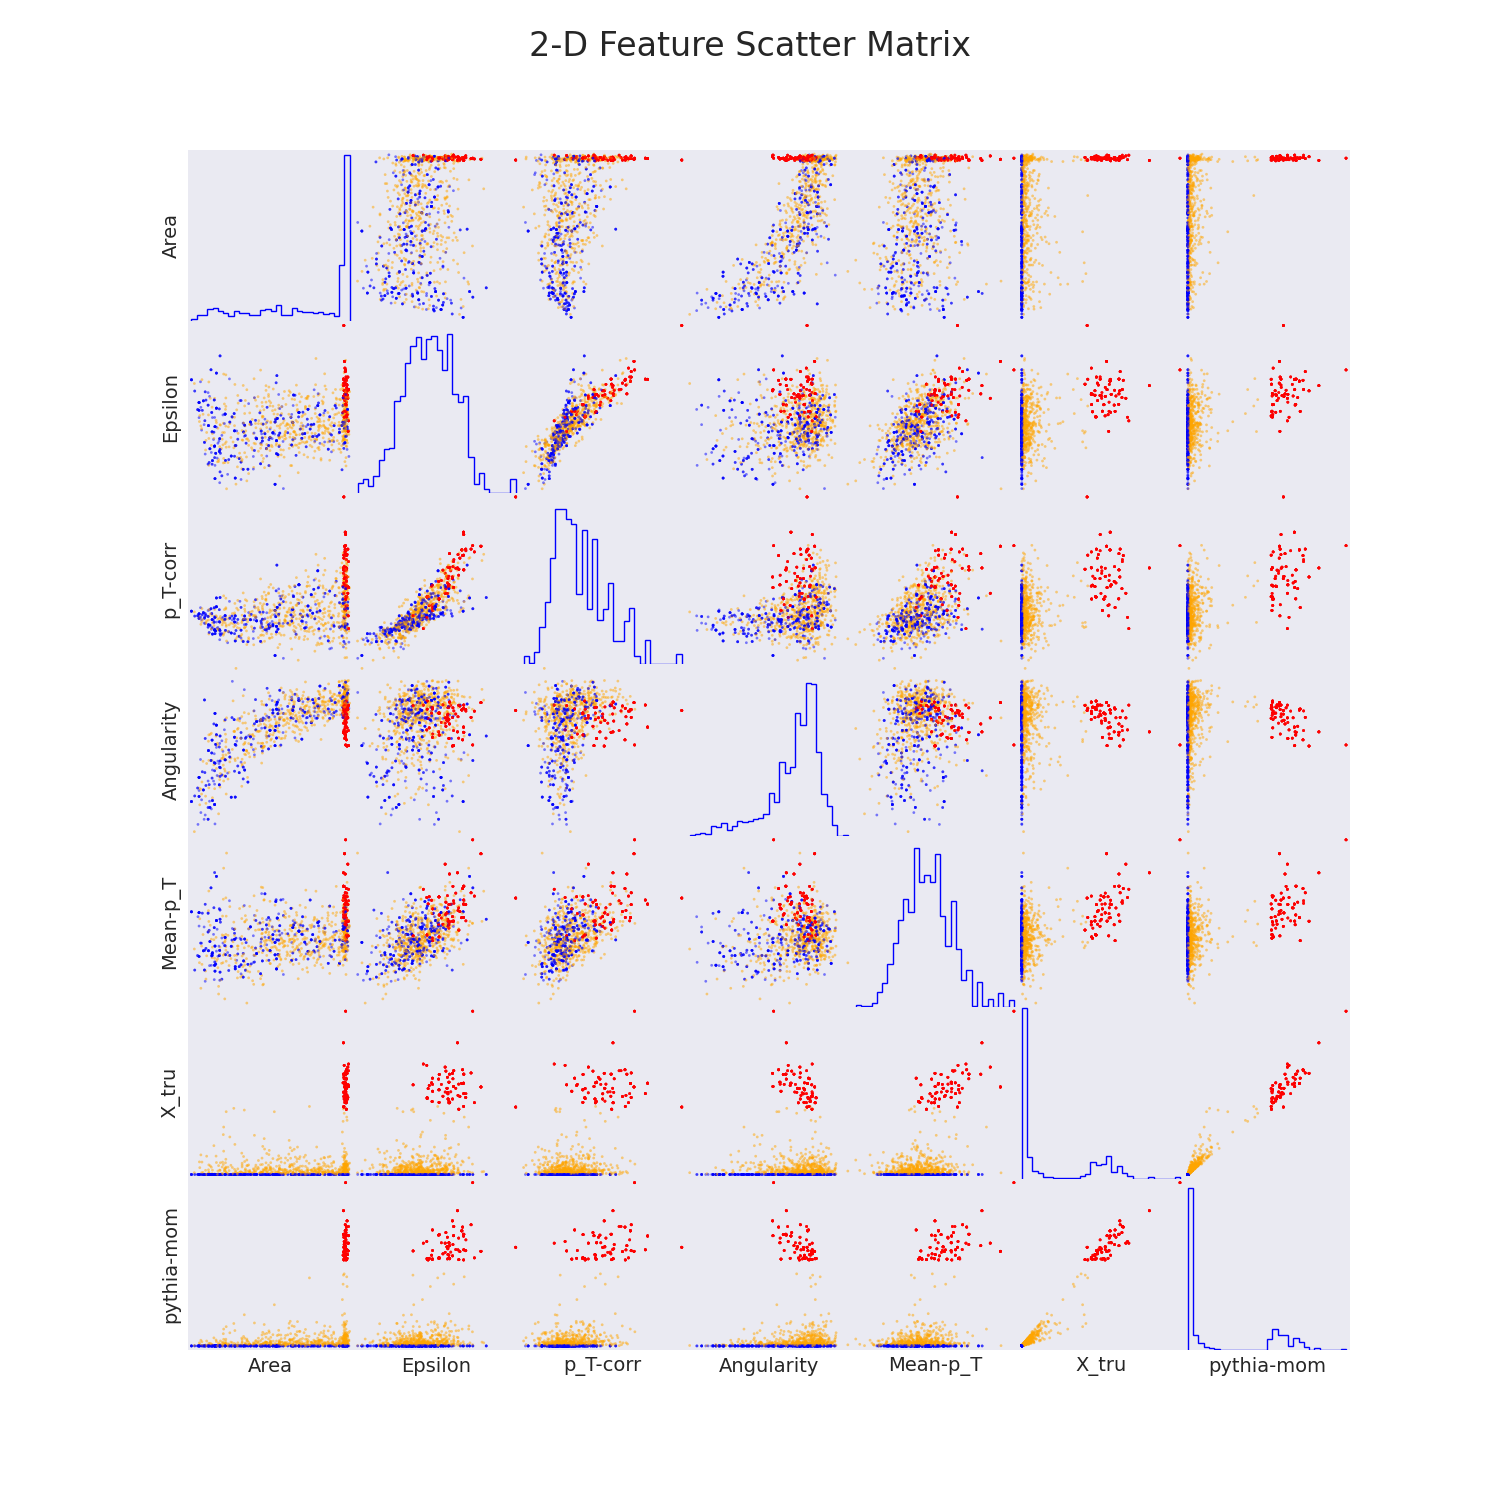 2-D Feature Scatter Matrix
Area
Epsilon
p_T-corr
Angularity
Mean-p_T
X_tru
pythia-mom
Area
Epsilon
p_T-corr
Angularity
Mean-p_T
X_tru
pythia-mom